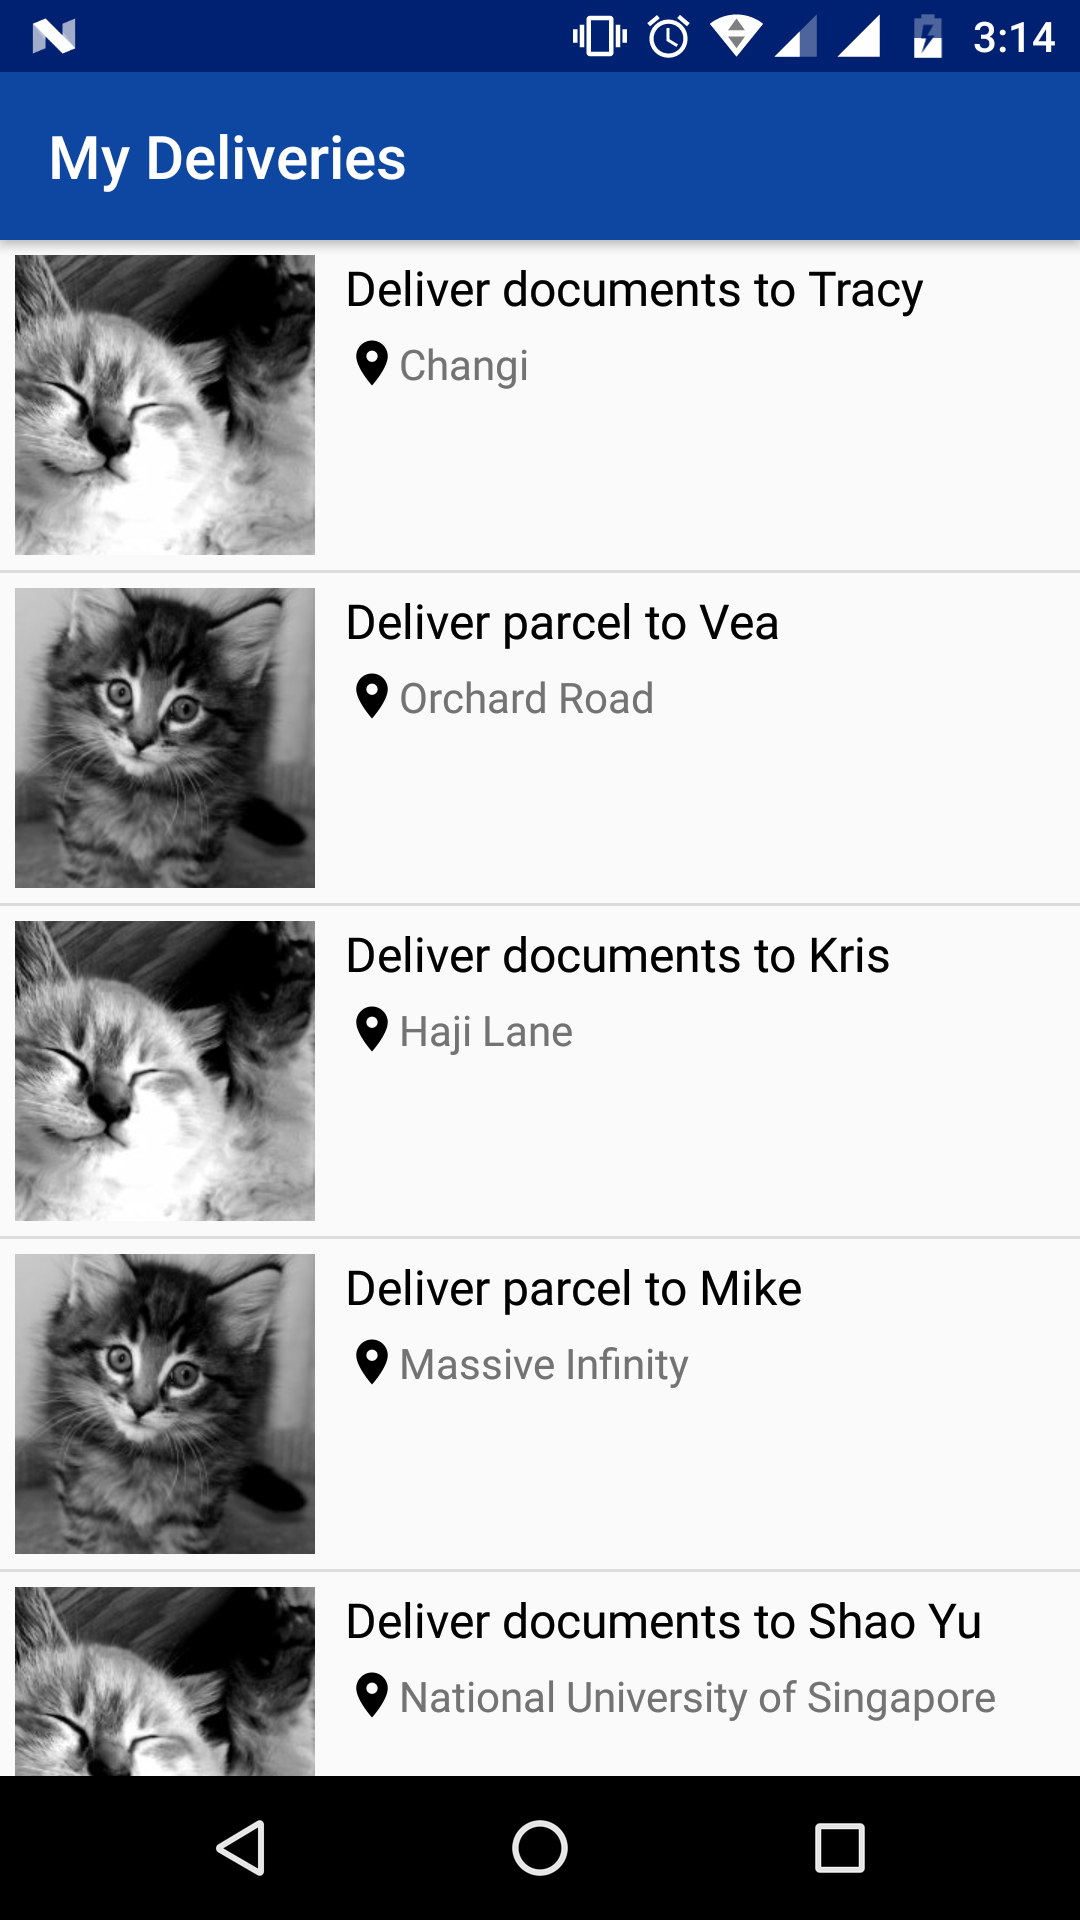 3:14
My Deliveries
Deliver documents to Tracy
Changi
Deliver parcel to Vea
Orchard Road
Deliver documents to Kris
Haji Lane
Deliver parcel to Mike
Massive Infinity
Deliver documents to Shao Yu
National University of Singapore